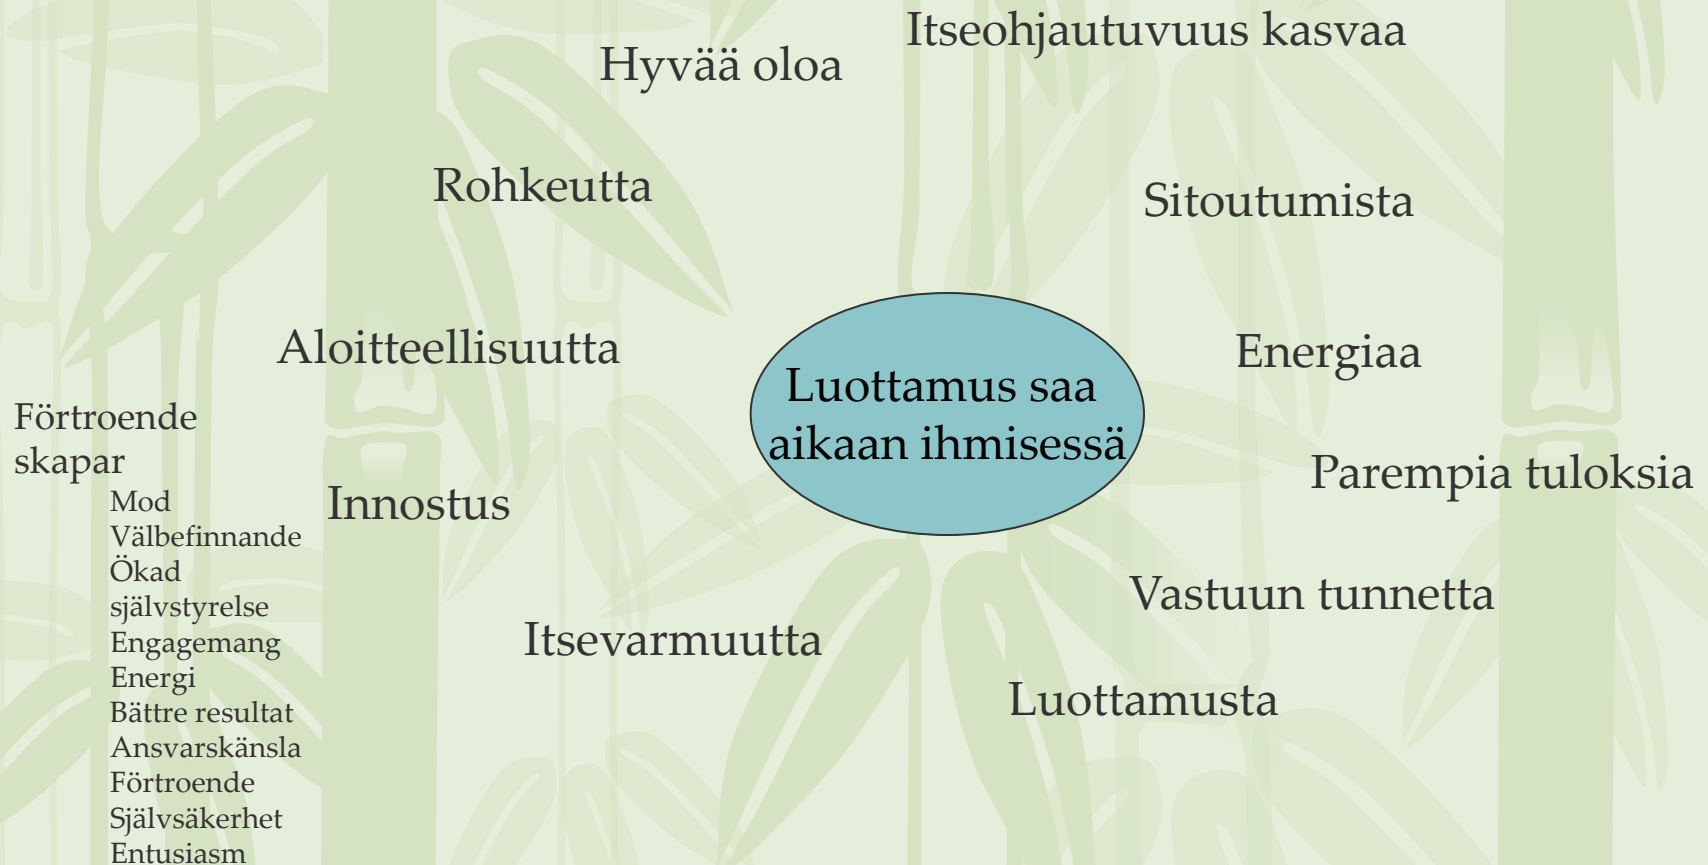 Itseohjautuvuus kasvaa
Hyvää oloa
Rohkeutta
Sitoutumista
Aloitteellisuutta
Energiaa
Luottamus saa
aikaan ihmisessä
Parempia tuloksia
Innostus
Vastuun tunnetta
Itsevarmuutta
Luottamusta
Förtroende
skapar
Mod
Välbefinnande
Ökad
självstyrelse
Engagemang
Energi
Bättre resultat
Ansvarskänsla
Förtroende
Självsäkerhet
Entusiasm